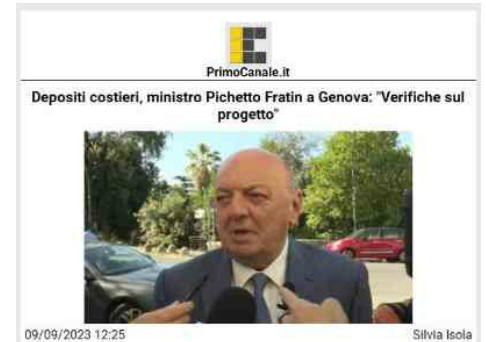 PrimoCanale.it
Depositi costieri, ministro Pichetto Fratin a Genova: "Verifiche sul
progetto"
09/09/2023 12:25
Silvia Isola